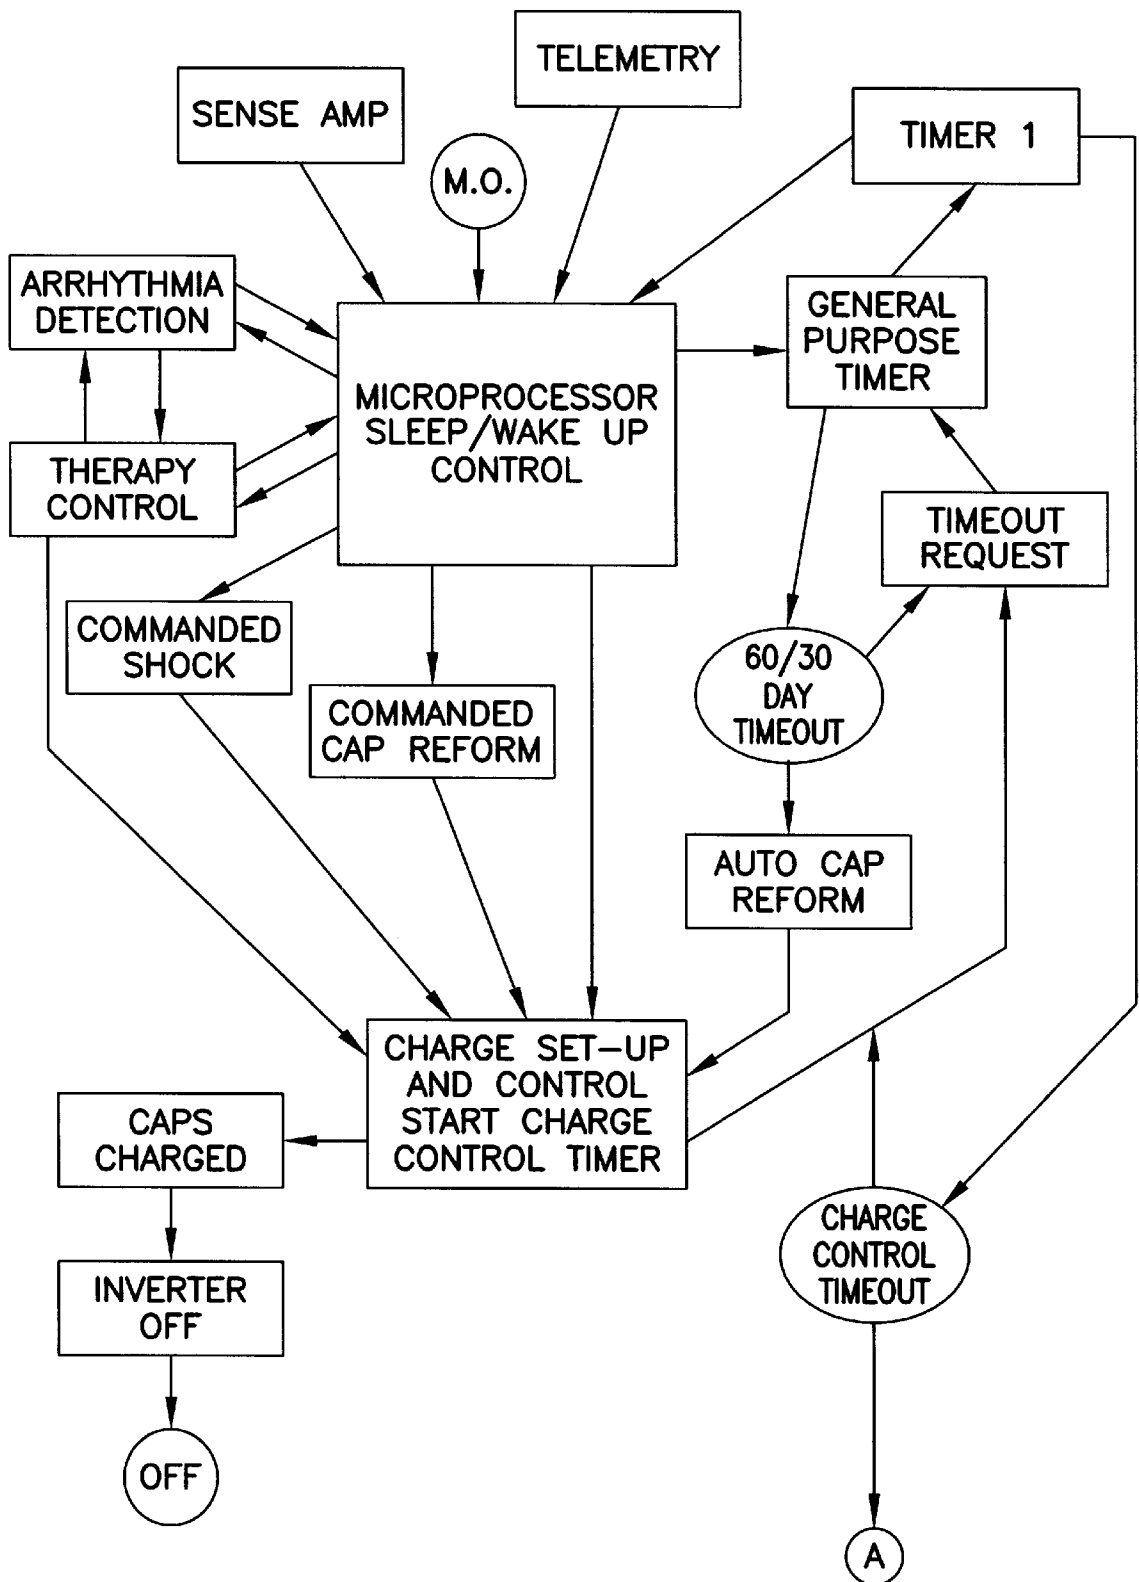 TELEMETRY
SENSE AMP
TIMER 1
M.O.
ARRHYTHMIA
DETECTION
GENERAL
PURPOSE
TIMER
MICROPROCESSOR
SLEEP/WAKE UP
CONTROL
THERAPY
CONTROL
TIMEOUT
REQUEST
COMMANDED
SHOCK
60/30
DAY
TIMEOUT
COMMANDED
CAP REFORM
AUTO CAP
REFORM
CHARGE SET-UP
AND CONTROL
START CHARGE
CONTROL TIMER
CAPS
CHARGED
CHARGE
CONTROL
TIMEOUT
INVERTER
OFF
OFF
A